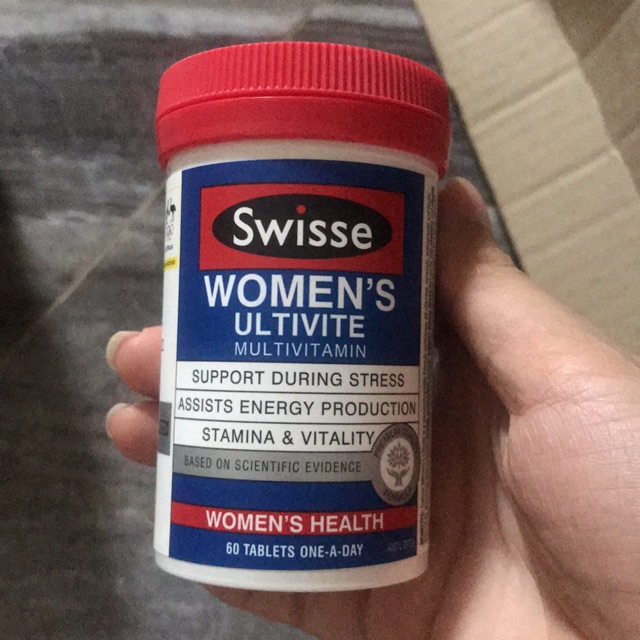 Swisse
WOMEN'S
ULTIVITE
MULTIVITAMIN
SUPPORT DURING STRESS
ASSISTS ENERGY PRODUCTION
STAMINA & VITALITY
BASED ON SCIENTIFIC EVIDENCE
WOMEN'S HEALTH
60 TABLETS ONE-A-DAY